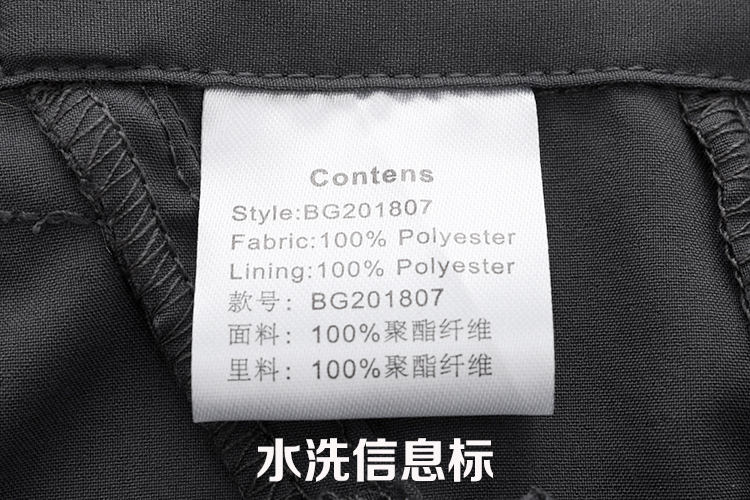 Contens
Style:BG201807
Fabric:100% Polyester
Lining:100% Polyester
款号：BG201807
面料：100%聚酯纤维
里料：100%聚酯纤维
水洗信息标